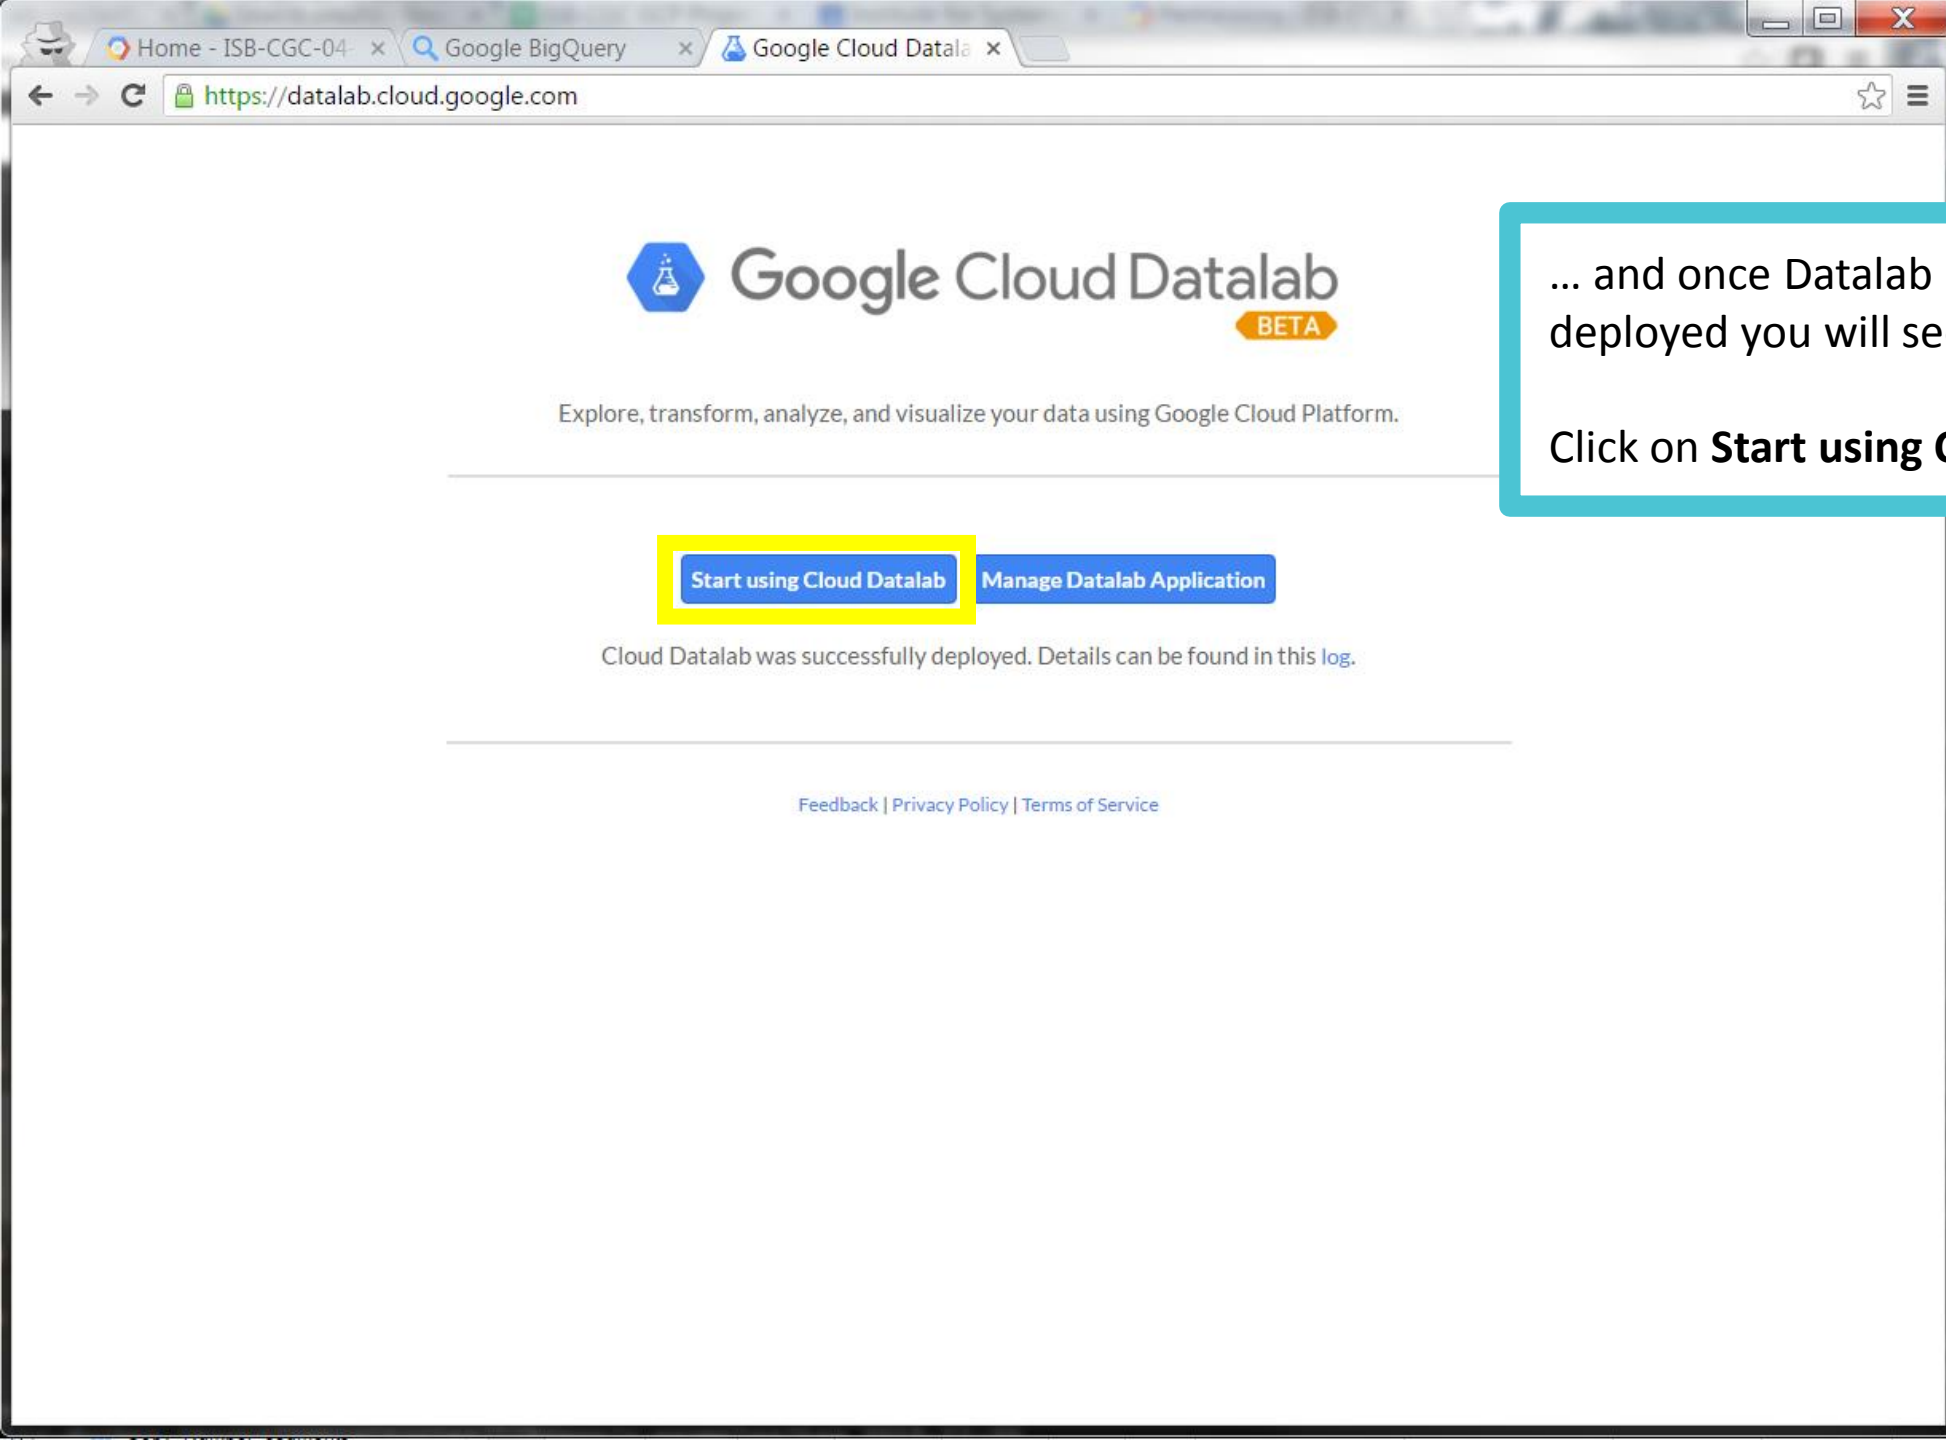 Home - ISB-CGC-04-
Google BigQuery
Google Cloud Datala
https://datalab.cloud.google.com
Google Cloud Datalab
BETA
Explore, transform, analyze, and visualize your data using Google Cloud Platform.
... and once Datalab
deployed you will se
Click on Start using C
Start using Cloud Datalab
Manage Datalab Application
Cloud Datalab was successfully deployed. Details can be found in this log.
Feedback | Privacy Policy | Terms of Service